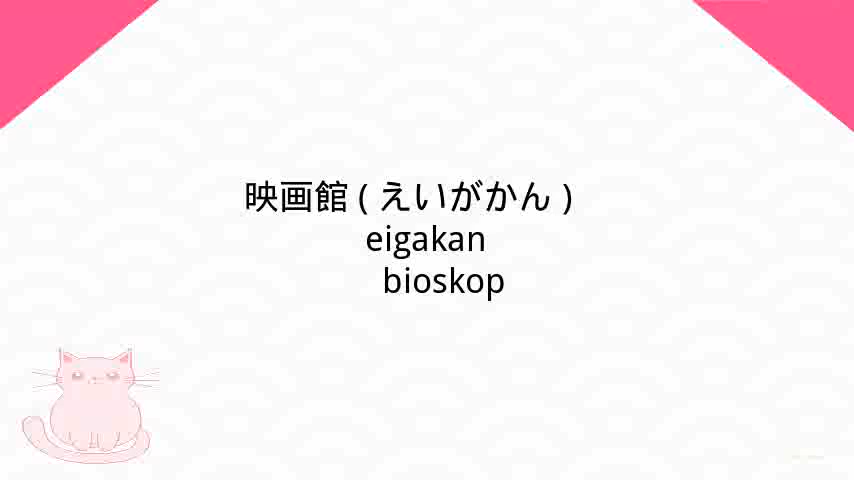 映画館 ( えいがかん )
eigakan
bioskop